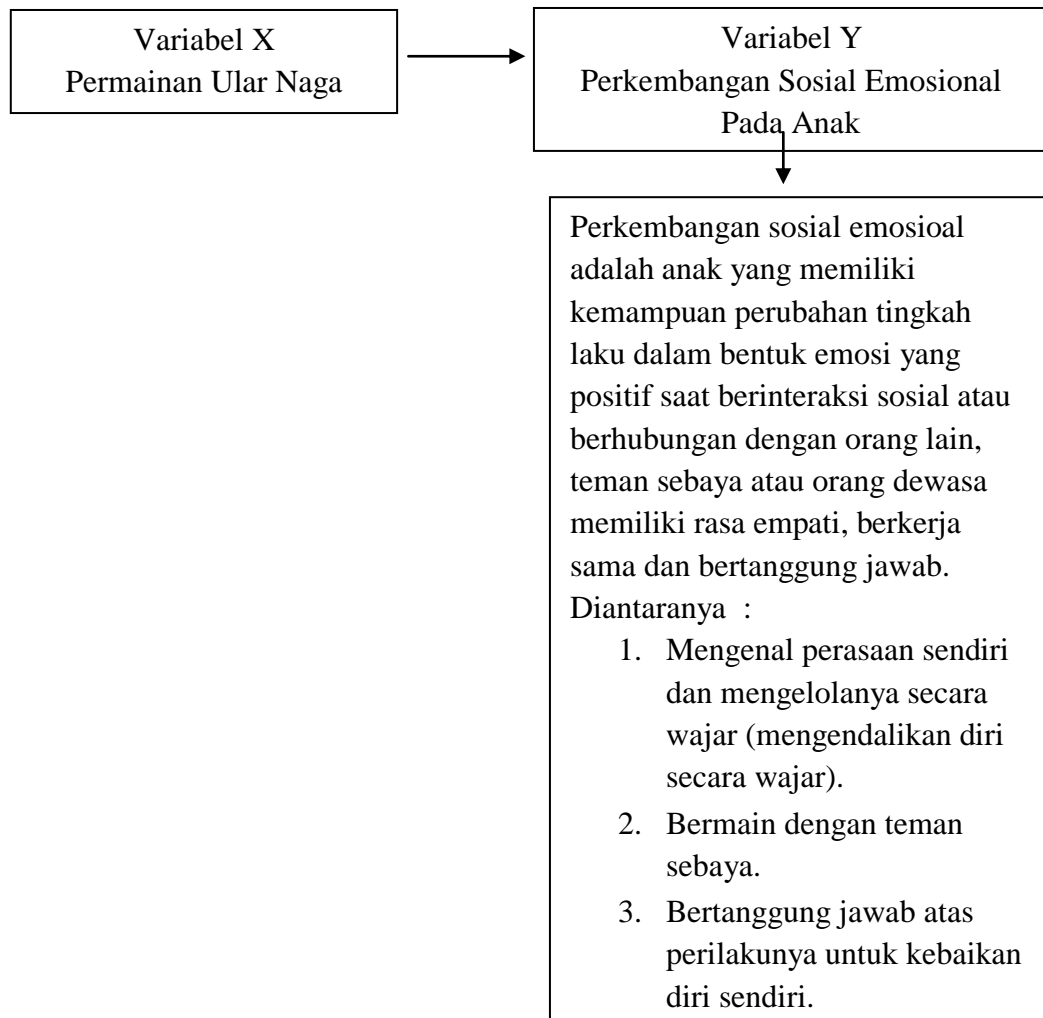 Variabel X
Permainan Ular Naga
Variabel Y
Perkembangan Sosial Emosional
Pada Anak
Perkembangan sosial emosioal
adalah anak yang memiliki
kemampuan perubahan tingkah
laku dalam bentuk emosi yang
positif saat berinteraksi sosial atau
berhubungan dengan orang lain,
teman sebaya atau orang dewasa
memiliki rasa empati, berkerja
sama dan bertanggung jawab.
Diantaranya  :
1. Mengenal perasaan sendiri
dan mengelolanya secara
wajar (mengendalikan diri
secara wajar).
2. Bermain dengan teman
sebaya.
3. Bertanggung jawab atas
perilakunya untuk kebaikan
diri sendiri.